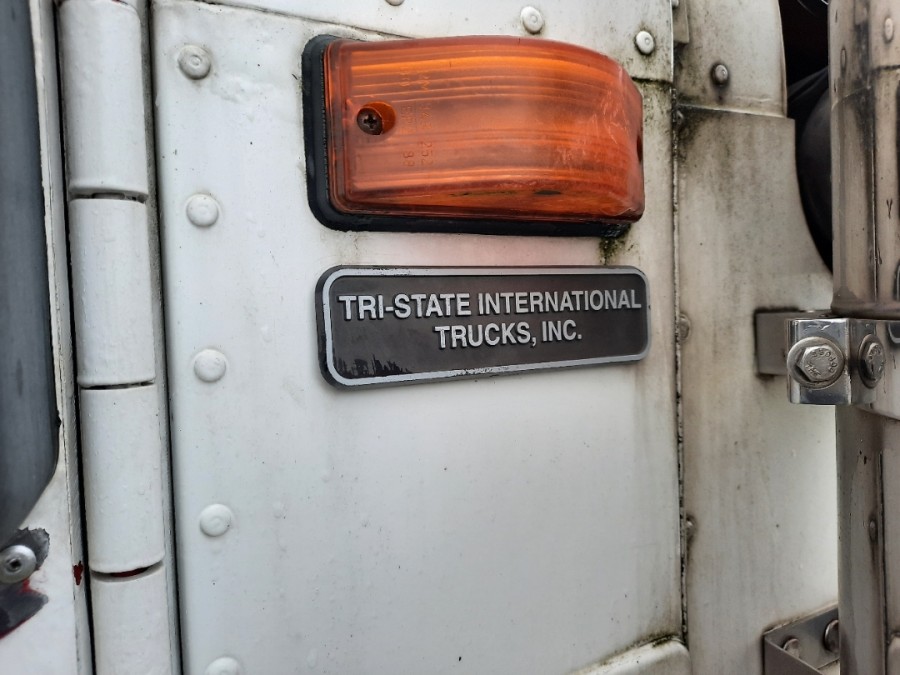 TRI-STATE INTERNATIONAL
TRUCKS, INC.